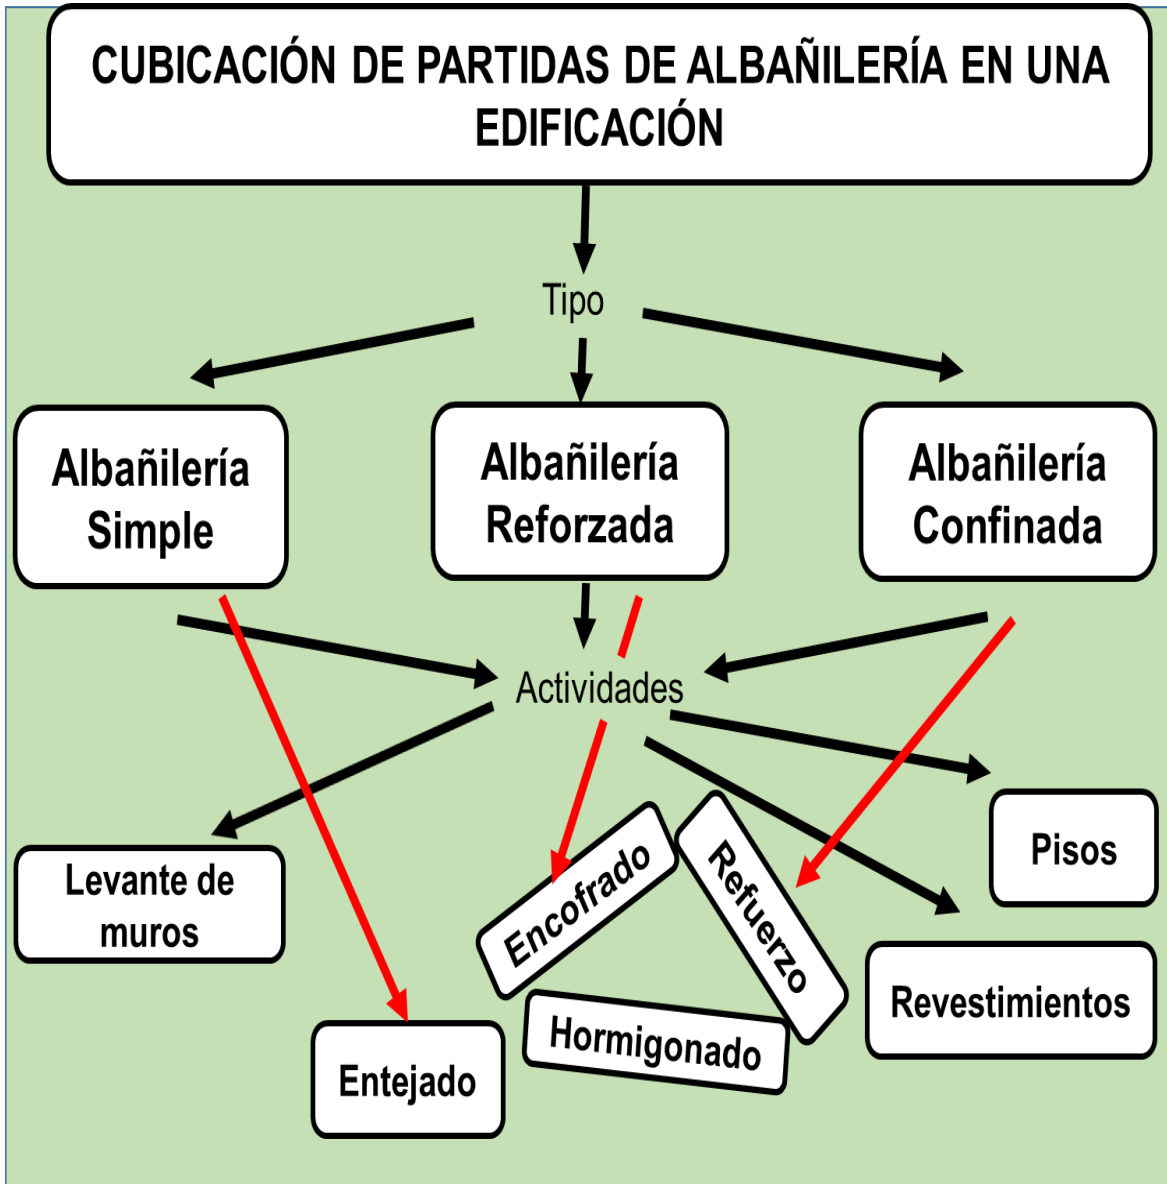 CUBICACIÓN DE PARTIDAS DE ALBAÑILERÍA EN UNA
EDIFICACIÓN
Tipo
Albañilería
Simple
Albañilería
Reforzada
Albañilería
Confinada
Actividades
Levante de
muros
Entejado
Encofrado
Refuerzo
Hormigonado
Pisos
Revestimientos